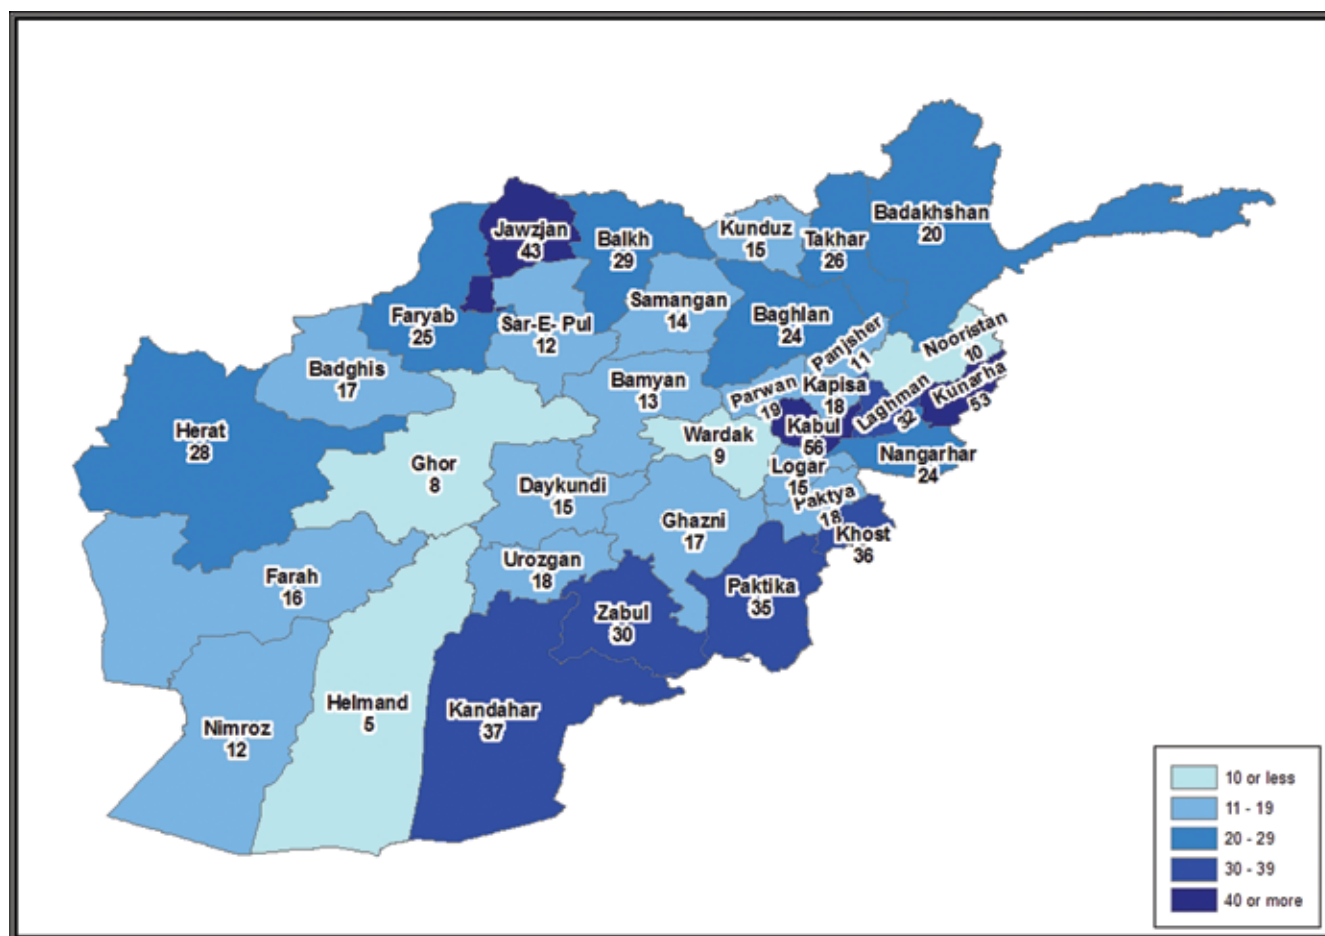 Badakhshan
20
Jawzjan
43
Kunduz
15
Takhar
26
Balkh
29
Samangan
14
Baghlan
24
Faryab
25
Sar-E- Pul
12
Nooristan
10
Panjsher
11
Badghis
17
Bamyan
13
Parwan
19
Kapisa
18
Laghman
32
Kunarha
53
Herat
28
Wardak
9
Kabul
56
Nangarhar
24
Ghor
8
Logar
15
Daykundi
15
Paktya
18
Ghazni
17
Khost
36
Urozgan
18
Farah
16
Paktika
35
Zabul
30
Helmand
5
Kandahar
37
Nimroz
12
10 or less
11 - 19
20 - 29
30 - 39
40 or more